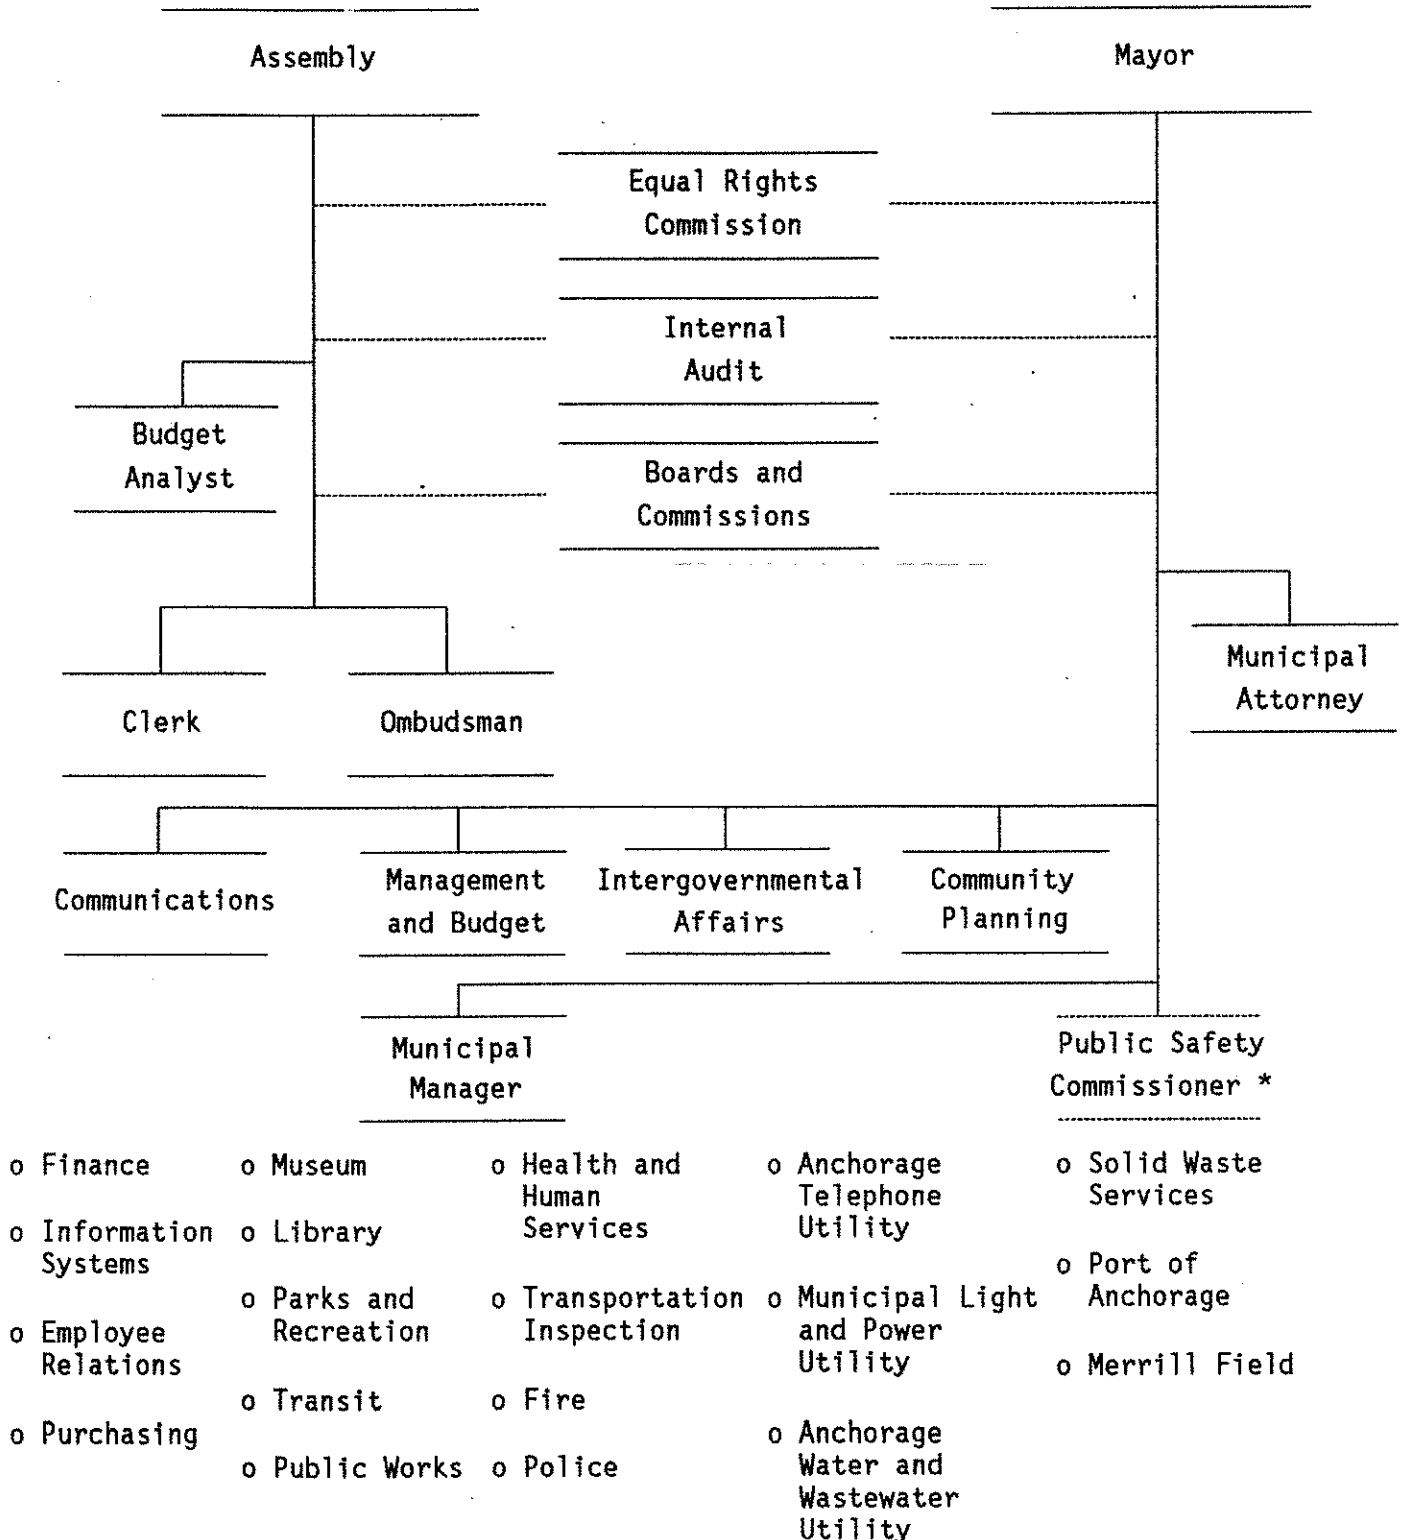 Assembly
Mayor
Equal Rights
Commission
Internal
Audit
Budget
Analyst
Boards and
Commissions
Municipal
Attorney
Clerk
Ombudsman
Communications
Management
and Budget
Intergovernmental
Affairs
Community
Planning
Municipal
Manager
Public Safety
Commissioner *
o Finance
o Information
Systems
o Employee
Relations
o Purchasing
o Museum
o Library
o Parks and
Recreation
o Transit
o Public Works
o Health and
Human
Services
o Transportation
Inspection
o Fire
o Police
o Anchorage
Telephone
Utility
o Municipal Light
and Power
Utility
o Anchorage
Water and
Wastewater
Utility
o Solid Waste
Services
o Port of
Anchorage
o Merrill Field